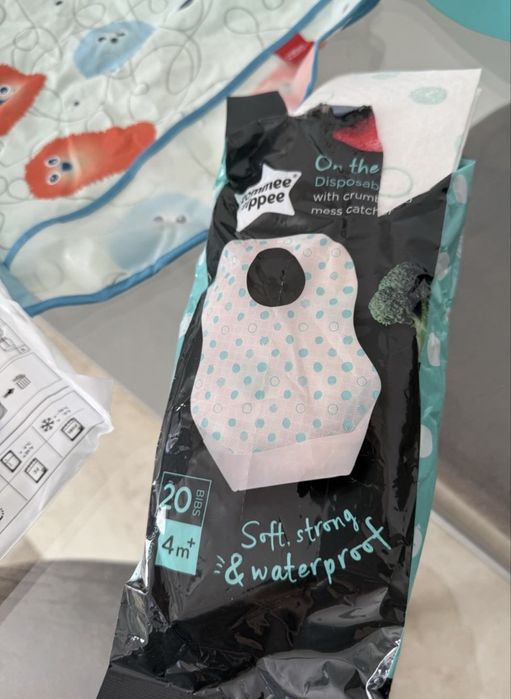 tommee
tippee
On the
Disposab
with crum
mess catch
20
BIBS
4m+
Soft, strong
& waterproof